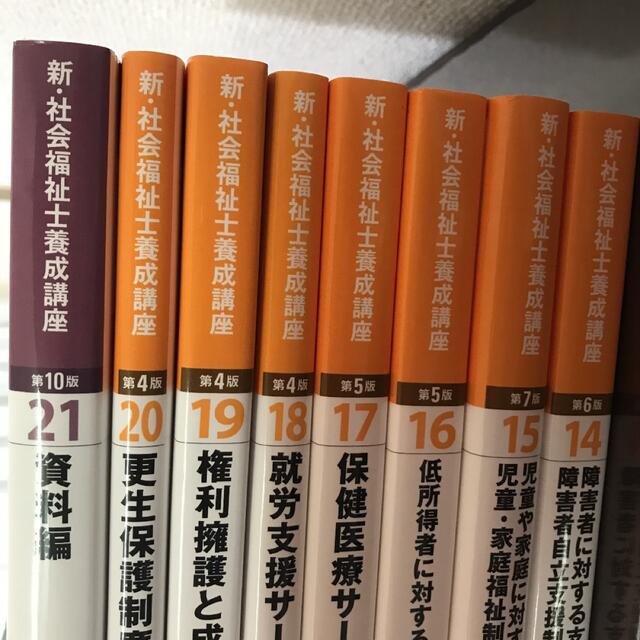 新・社会福祉士養成講座
第10版
21
資料編
新・社会福祉士養成講座
第4版
20
更生保護制度
新・社会福祉士養成講座
第4版
19
権利擁護と成
新・社会福祉士養成講座
第4版
18
就労支援サー
新・社会福祉士養成講座
第5版
17
保健医療サー
新・社会福祉士養成講座
第5版
16
低所得者に対する
新・社会福祉士養成講座
第7版
15
児童や家庭に対
児童・家庭福祉制
新・社会福祉士養成講座
第6版
14
障害者に対する支
障害者自立支援制